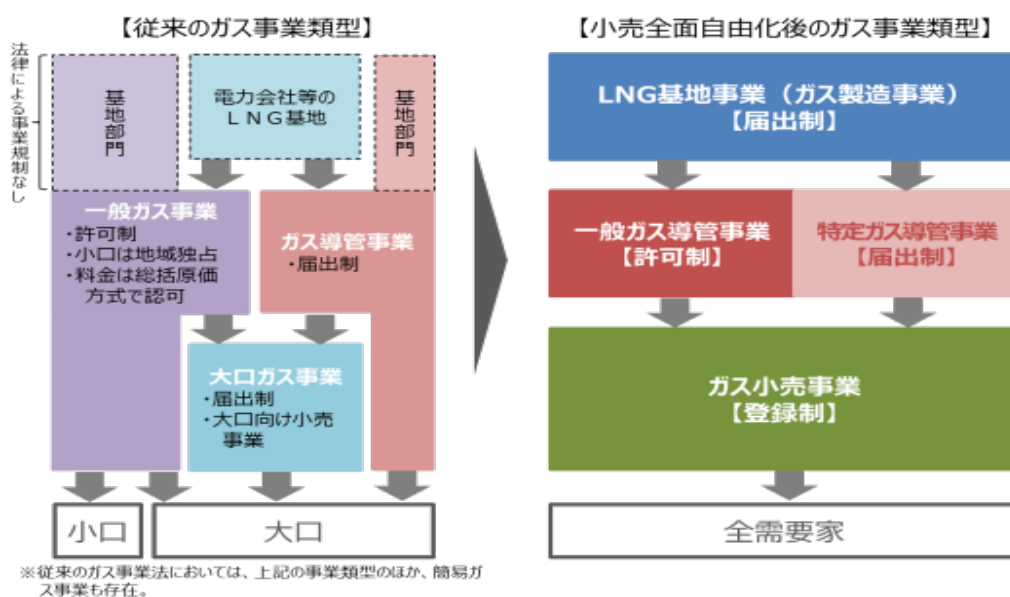 【従来のガス事業類型】
法律による事業規制なし
基地部門
電力会社等の
LNG基地
基地部門
一般ガス事業
・許可制
・小口は地域独占
・料金は総括原価
方式で認可
ガス導管事業
・届出制
大口ガス事業
・届出制
・大口向け小売
事業
小口
大口
※従来のガス事業法においては、上記の事業類型のほか、簡易ガ
ス事業も存在。
【小売全面自由化後のガス事業類型】
LNG基地事業（ガス製造事業）
【届出制】
一般ガス導管事業
【許可制】
特定ガス導管事業
【届出制】
ガス小売事業
【登録制】
全需要家